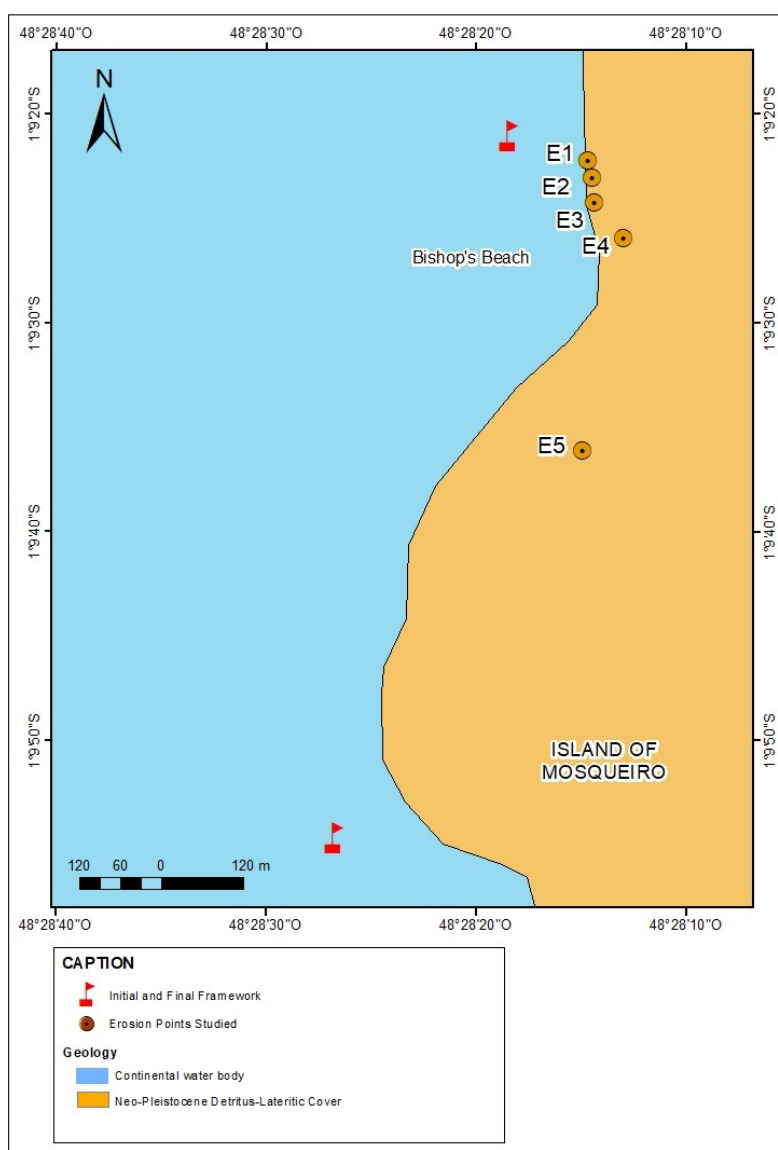 48°28'40"O 48°28'30"O 48°28'20"O 48°28'10"O
N
1°9'20"S
1°9'20"S
E1
E2
E3
E4
Bishop's Beach
1°9'30"S
1°9'30"S
E5
1°9'40"S
1°9'40"S
1°9'50"S
1°9'50"S
ISLAND OF
MOSQUEIRO
120 60 0 120 m
48°28'40"O 48°28'30"O 48°28'20"O 48°28'10"O
CAPTION
Initial and Final Framework
Erosion Points Studied
Geology
Continental water body
Neo-Pleistocene Detritus-Lateritic Cover